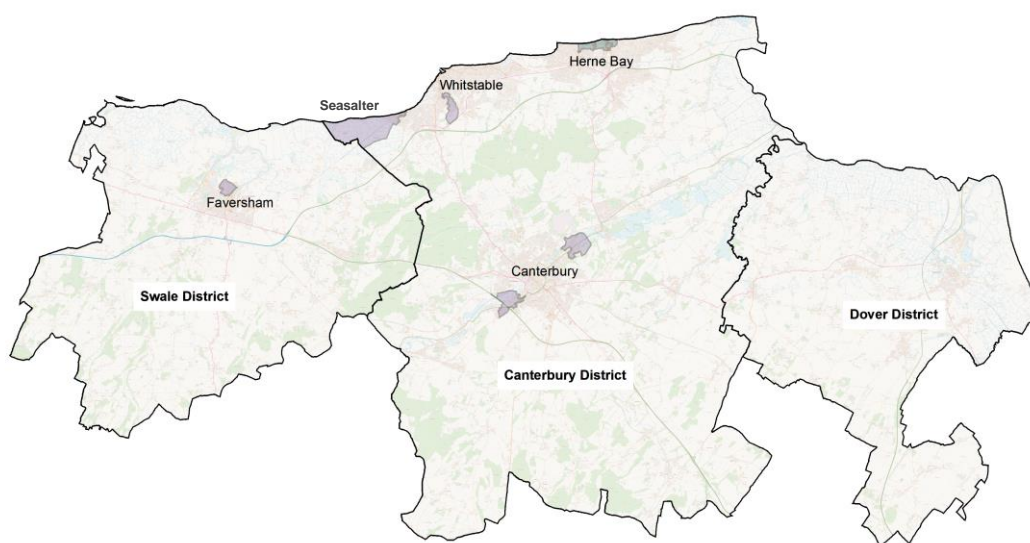 Herne Bay
Whitstable
Seasalter
Faversham
Canterbury
Swale District
Dover District
Canterbury District